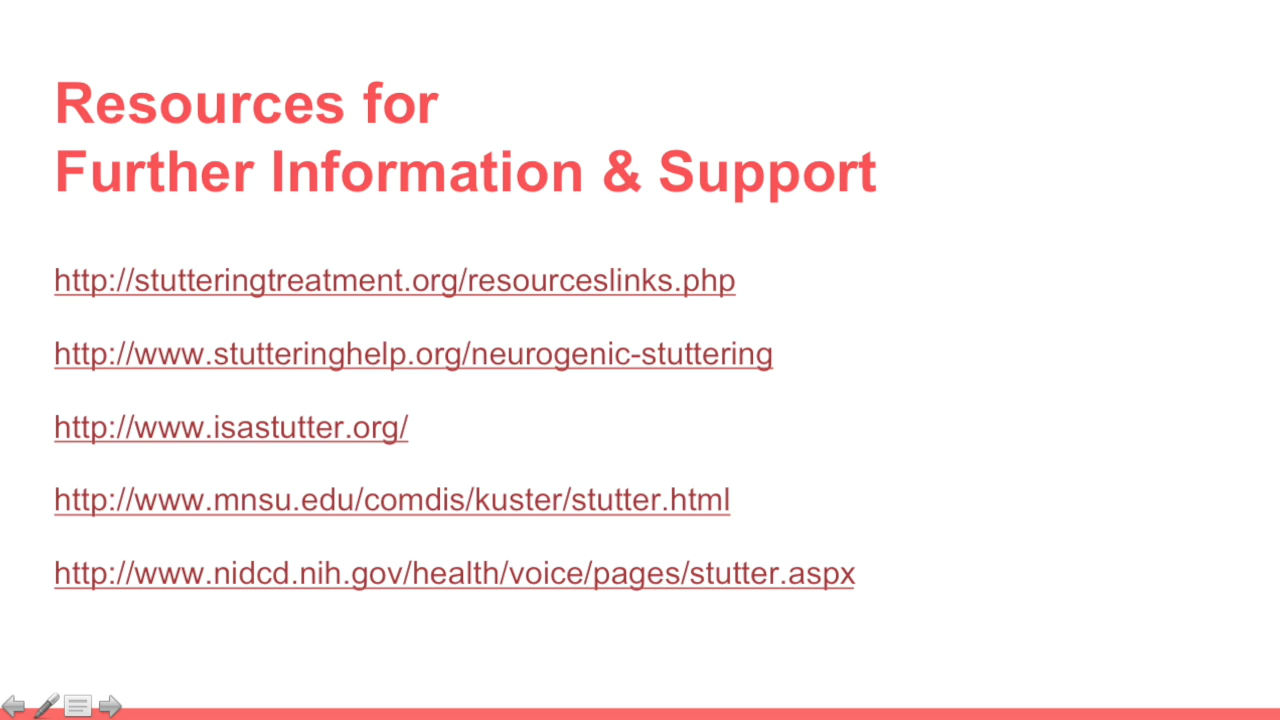 Resources for
Further Information & Support
http://stutteringtreatment.org/resourceslinks.php
http://www.stutteringhelp.org/neurogenic-stuttering
http://www.isastutter.org/
http://www.mnsu.edu/comdis/kuster/stutter.html
http://www.nidcd.nih.gov/health/voice/pages/stutter.aspx